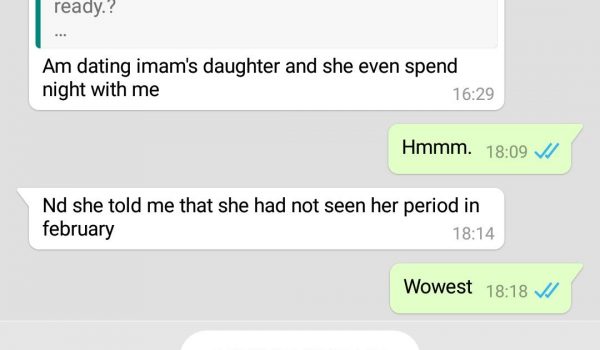 ready.?
...
Am dating imam's daughter and she even spend
night with me
16:29
Hmmm.
18:09
Nd she told me that she had not seen her period in
february
18:14
Wowest
18:18